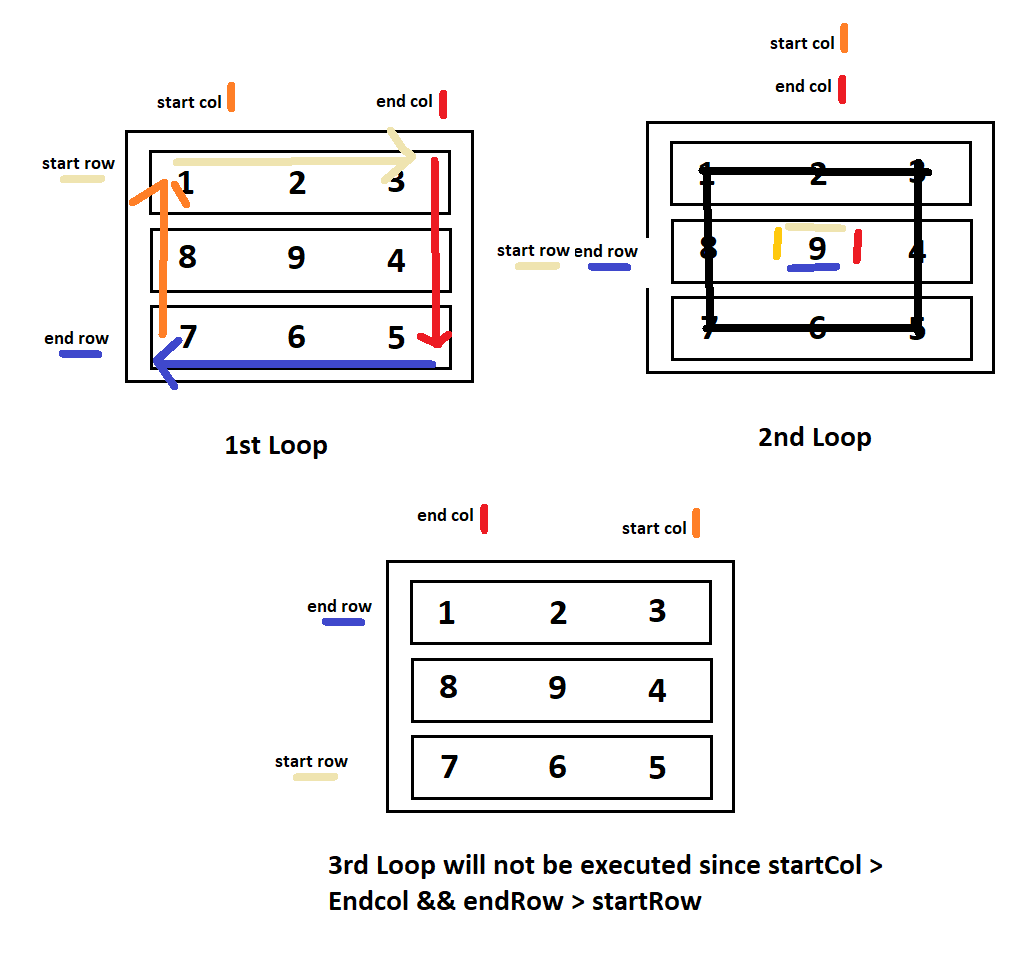 start col
end col
start row
1 2 3
8 9 4
end row
7 6 5
1st Loop
start col
end col
1 2 3
start row end row
8 9 4
7 6 5
2nd Loop
end col
start col
end row
1 2 3
8 9 4
start row
7 6 5
3rd Loop will not be executed since startCol >
Endcol && endRow > startRow